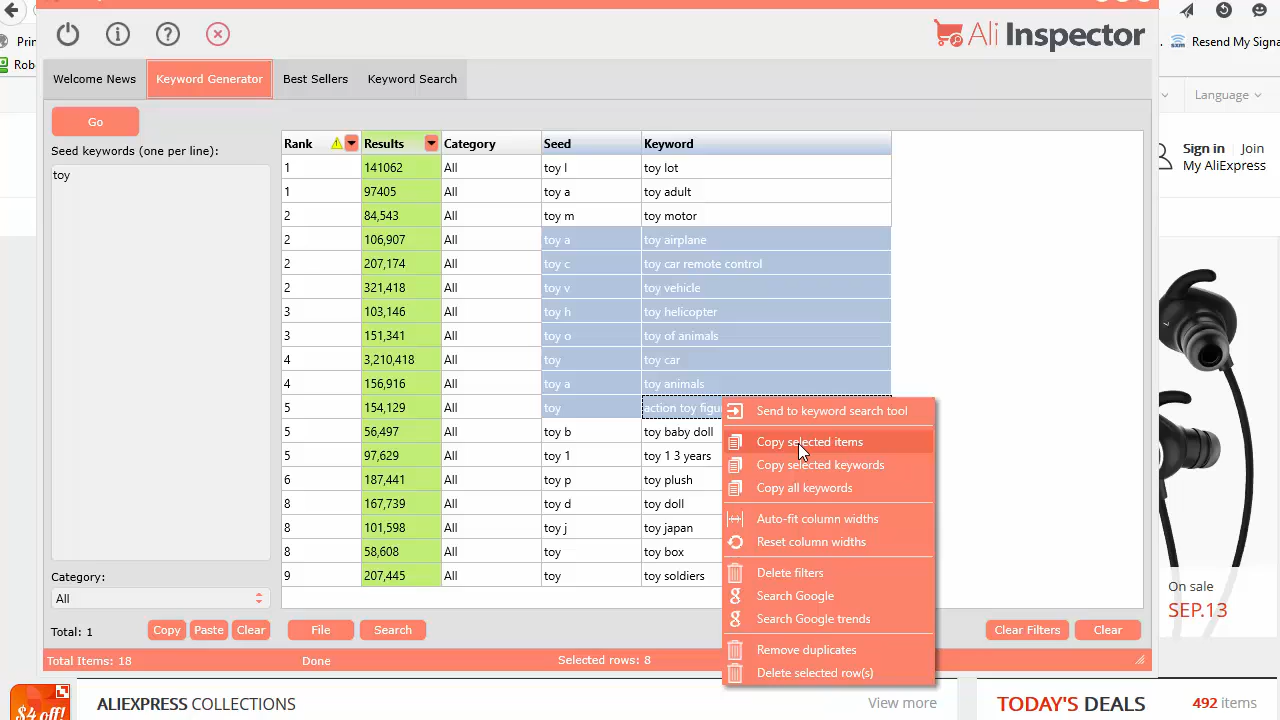 Ali Inspector
Resend My Signa
Prin
Rob
Welcome News
Keyword Generator
Best Sellers
Keyword Search
Language
Go
Seed keywords (one per line):
toy
Sign in Join
My AliExpress
Rank Results Category Seed Keyword
1 141062 All toy l toy lot
1 97405 All toy a toy adult
2 84,543 All toy m toy motor
2 106,907 All toy a toy airplane
2 207,174 All toy c toy car remote control
2 321,418 All toy v toy vehicle
3 103,146 All toy h toy helicopter
3 151,341 All toy o toy of animals
4 3,210,418 All toy toy car
4 156,916 All toy a toy animals
5 154,129 All toy action toy figu
5 56,497 All toy b toy baby doll
5 97,629 All toy 1 toy 1 3 years
6 187,441 All toy p toy plush
8 167,739 All toy d toy doll
8 101,598 All toy j toy japan
8 58,608 All toy toy box
9 207,445 All toy toy soldiers
Send to keyword search tool
Copy selected items
Copy selected keywords
Copy all keywords
Auto-fit column widths
Reset column widths
Delete filters
Search Google
Search Google trends
Remove duplicates
Delete selected row(s)
On sale
SEP.13
Category:
All
Total: 1
Copy
Paste
Clear
File
Search
Clear Filters
Clear
Total Items: 18
Done
Selected rows: 8
$4 off!
ALIEXPRESS COLLECTIONS
View more
TODAY'S DEALS
492 items